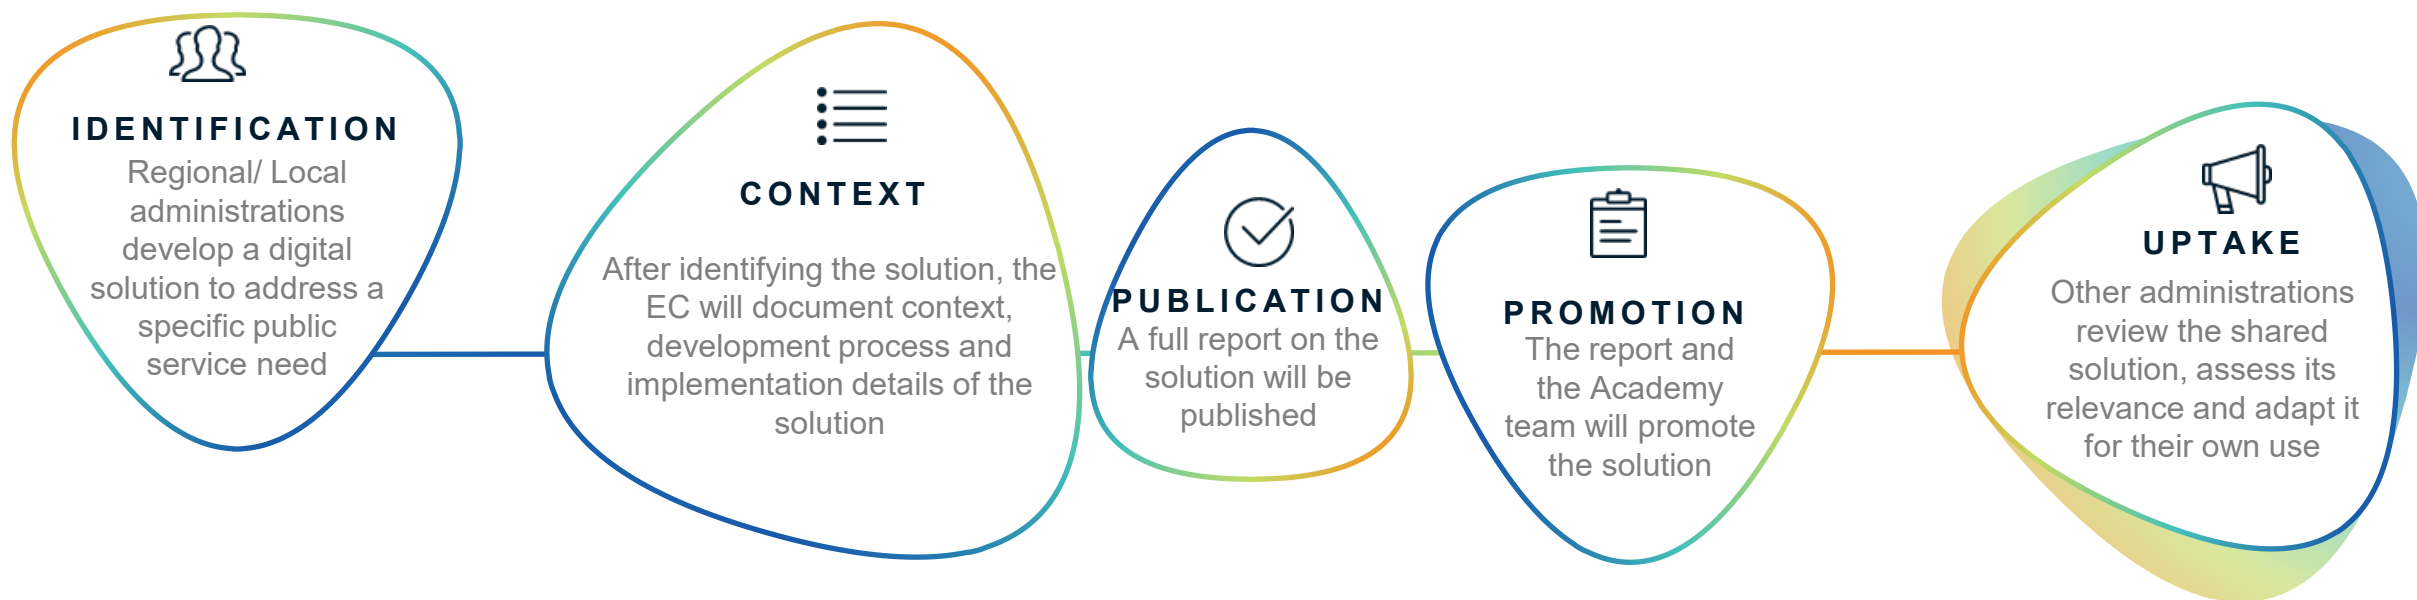 IDENTIFICATION
Regional/ Local
administrations
develop a digital
solution to address a
specific public
service need
CONTEXT
After identifying the solution, the
EC will document context,
development process and
implementation details of the
solution
PUBLICATION
A full report on the
solution will be
published
PROMOTION
The report and
the Academy
team will promote
the solution
UPTAKE
Other administrations
review the shared
solution, assess its
relevance and adapt it
for their own use